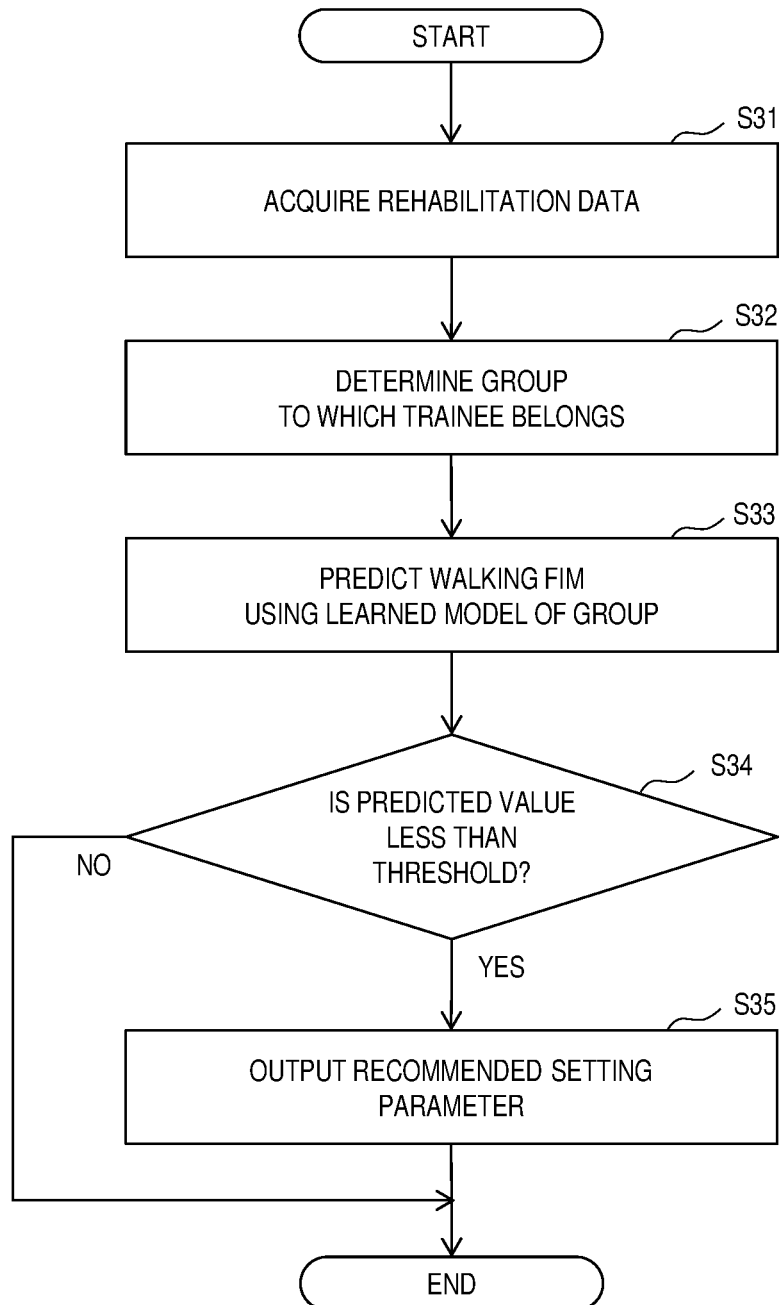 START
S31
ACQUIRE REHABILITATION DATA
S32
DETERMINE GROUP
TO WHICH TRAINEE BELONGS
S33
PREDICT WALKING FIM
USING LEARNED MODEL OF GROUP
S34
IS PREDICTED VALUE
LESS THAN
THRESHOLD?
NO
YES
S35
OUTPUT RECOMMENDED SETTING
PARAMETER
END